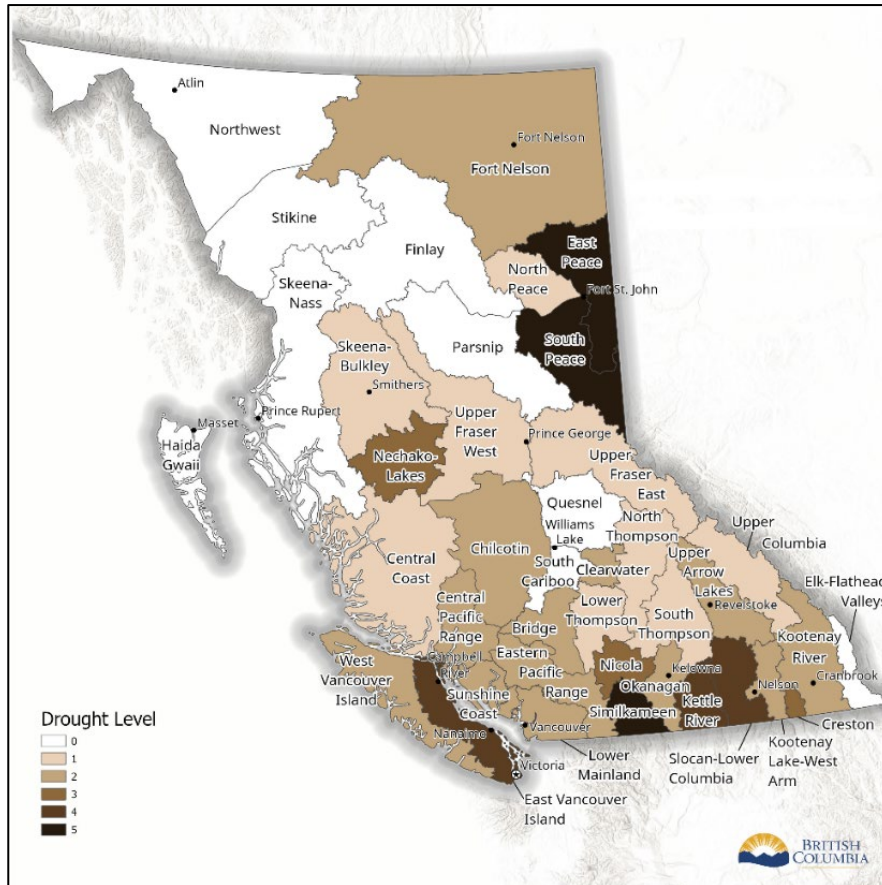 Atlin
Northwest
Fort Nelson
Fort Nelson
Stikine
Finlay
East
Peace
North
Peace
Skeena-
Nass
Fort St. John
Parsnip
South
Peace
Skeena-
Bulkley
Smithers
Masset
Prince Rupert
Upper
Fraser
West
Prince George
Haida
Gwaii
Nechako-
Lakes
Upper
Fraser
East
Quesnel
Williams
Lake
North
Thompson
Upper
Columbia
Chilcotin
Central
Coast
South
Cariboo
Clearwater
Upper
Arrow
Lakes
Elk-Flathead
Valleys
Central
Pacific
Range
Lower
Thompson
Revelstoke
Bridge
South
Thompson
Kootenay
River
West
Vancouver
Island
Campbell
River
Eastern
Pacific
Range
Nicola
Kelowna
Cranbrook
Sunshine
Coast
Okanagan
Nelson
Similkameen
Kettle
River
Drought Level
0
1
2
3
4
5
Nanaimo
Vancouver
Creston
Victoria
Lower
Mainland
Slocan-Lower
Columbia
Kootenay
Lake-West
Arm
East Vancouver
Island
BRITISH
COLUMBIA